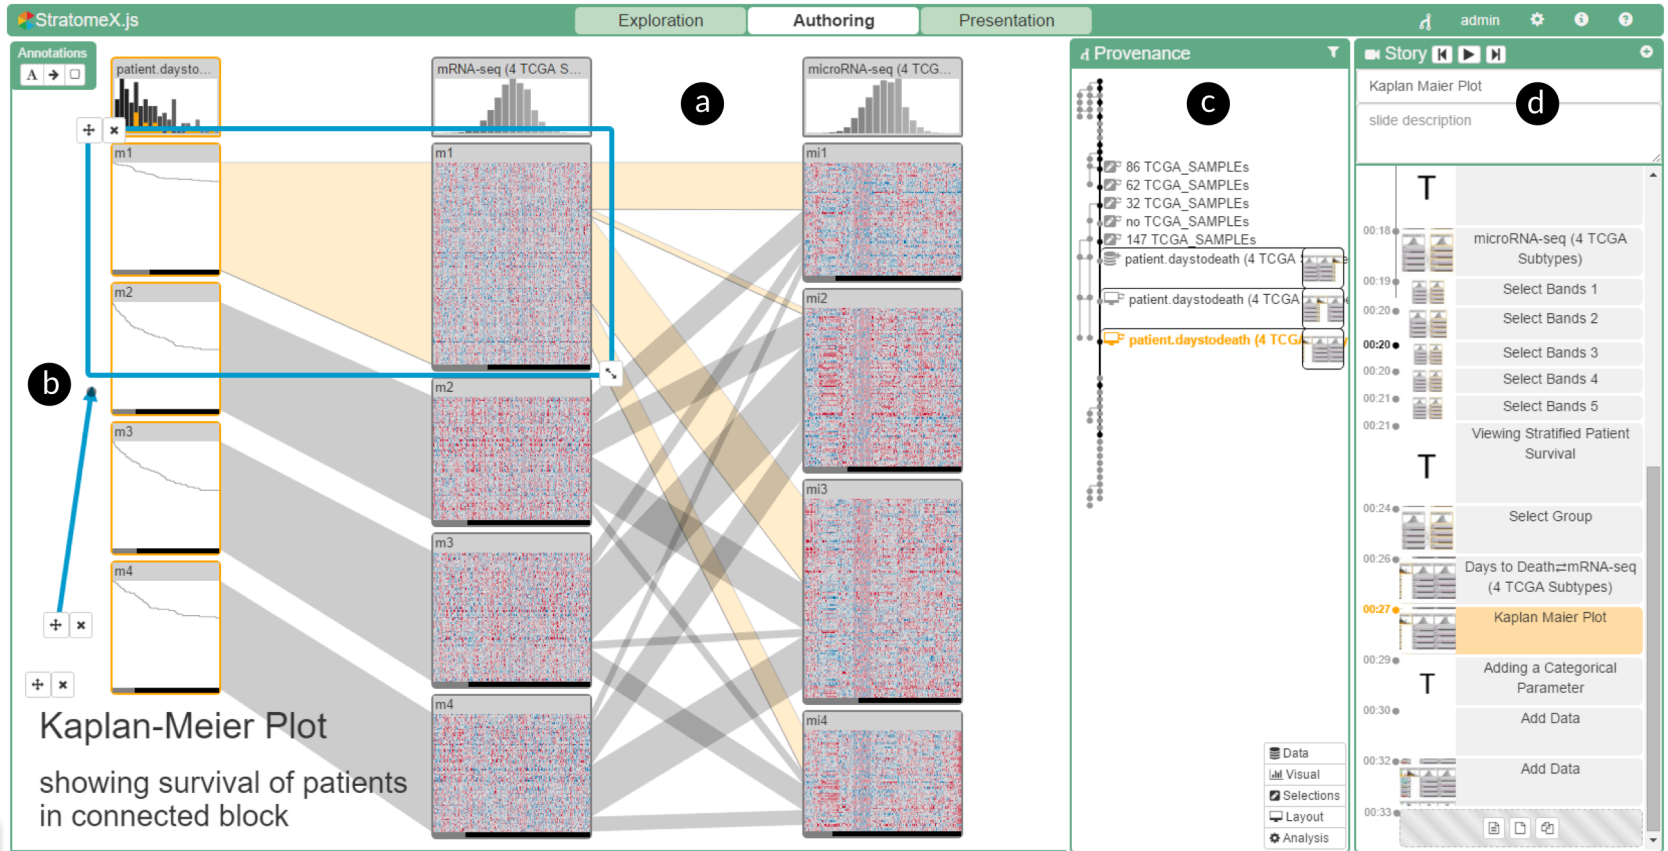 StratomeX.js
Exploration
Authoring
Presentation
admin
Annotations
A
patient.daysto...
mRNA-seq (4 TCGA S...
microRNA-seq (4 TCG...
a
m1
m2
m3
m4
m1
m2
m3
m4
mi1
mi2
mi3
mi4
b
Kaplan-Meier Plot
showing survival of patients
in connected block
Provenance
c
86 TCGA_SAMPLEs
62 TCGA_SAMPLEs
32 TCGA_SAMPLEs
no TCGA_SAMPLEs
147 TCGA_SAMPLEs
patient.daystodeath (4 TCGA
patient.daystodeath (4 TCGA
patient.daystodeath (4 TCGA
Data
Visual
Selections
Layout
Analysis
Story
Kaplan Maier Plot
d
slide description
T
00:18
microRNA-seq (4 TCGA
Subtypes)
00:19
Select Bands 1
00:20
Select Bands 2
00:20
Select Bands 3
00:20
Select Bands 4
00:21
Select Bands 5
00:21
Viewing Stratified Patient
Survival
T
00:24
Select Group
00:26
Days to Death⇄mRNA-seq
(4 TCGA Subtypes)
00:27
Kaplan Maier Plot
00:29
Adding a Categorical
Parameter
T
00:30
Add Data
00:32
Add Data
00:33